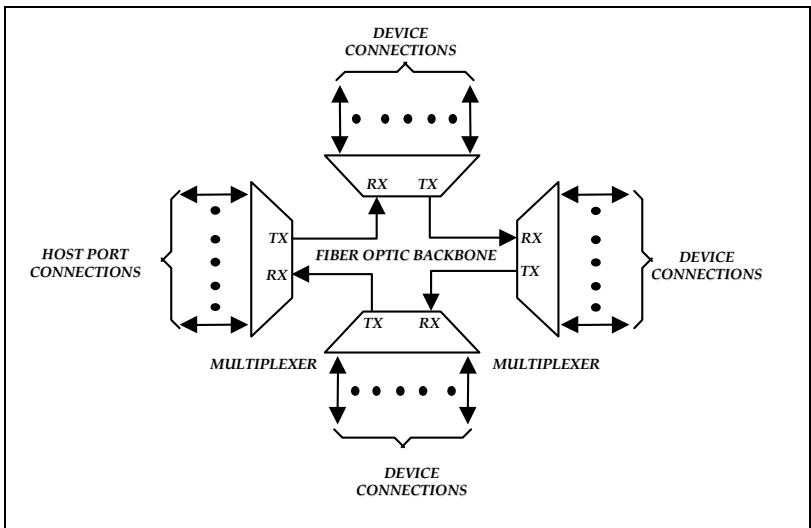 DEVICE
CONNECTIONS
RX TX
TX
RX
HOST PORT
CONNECTIONS
FIBER OPTIC BACKBONE
RX
TX
DEVICE
CONNECTIONS
TX RX
MULTIPLEXER
MULTIPLEXER
DEVICE
CONNECTIONS